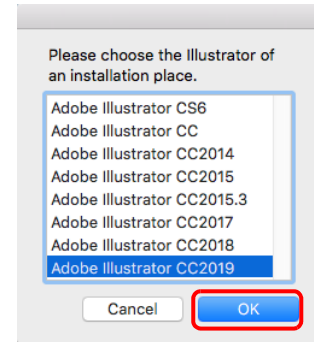 Please choose the Illustrator of
an installation place.
Adobe Illustrator CS6
Adobe Illustrator CC
Adobe Illustrator CC2014
Adobe Illustrator CC2015
Adobe Illustrator CC2015.3
Adobe Illustrator CC2017
Adobe Illustrator CC2018
Adobe Illustrator CC2019
Cancel OK